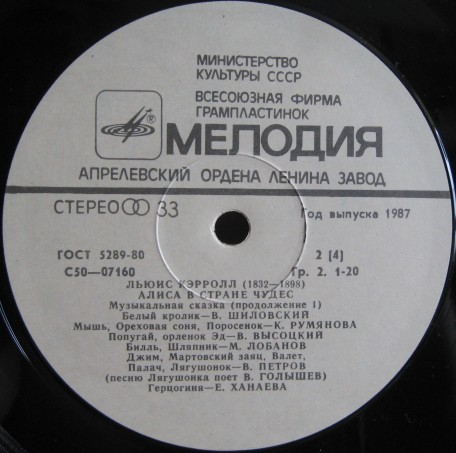 МИНИСТЕРСТВО
КУЛЬТУРЫ СССР
ВСЕСОЮЗНАЯ ФИРМА
ГРАМПЛАСТИНОК
МЕЛОДИЯ
АПРЕЛЕВСКИЙ ОРДЕНА ЛЕНИНА ЗАВОД
СТЕРЕО 33 Год выпуска 1987
ГОСТ 5289-80 2 [4]
С50—07160 Гр. 2. 1-20
ЛЬЮИС КЭРРОЛЛ (1832—1898)
АЛИСА В СТРАНЕ ЧУДЕС
Музыкальная сказка (продолжение 1)
Белый кролик—В. ШИЛОВСКИЙ
Мышь, Ореховая соня, Поросенок—К. РУМЯНОВА
Попугай, орленок Эд—В. ВЫСОЦКИЙ
Билль, Шляпник—М. ЛОБАНОВ
Джим, Мартовский заяц, Валет,
Палач, Лягушонок—В. ПЕТРОВ
(песню Лягушонка поет В. ГОЛЫШЕВ)
Герцогиня—Е. ХАНАЕВА